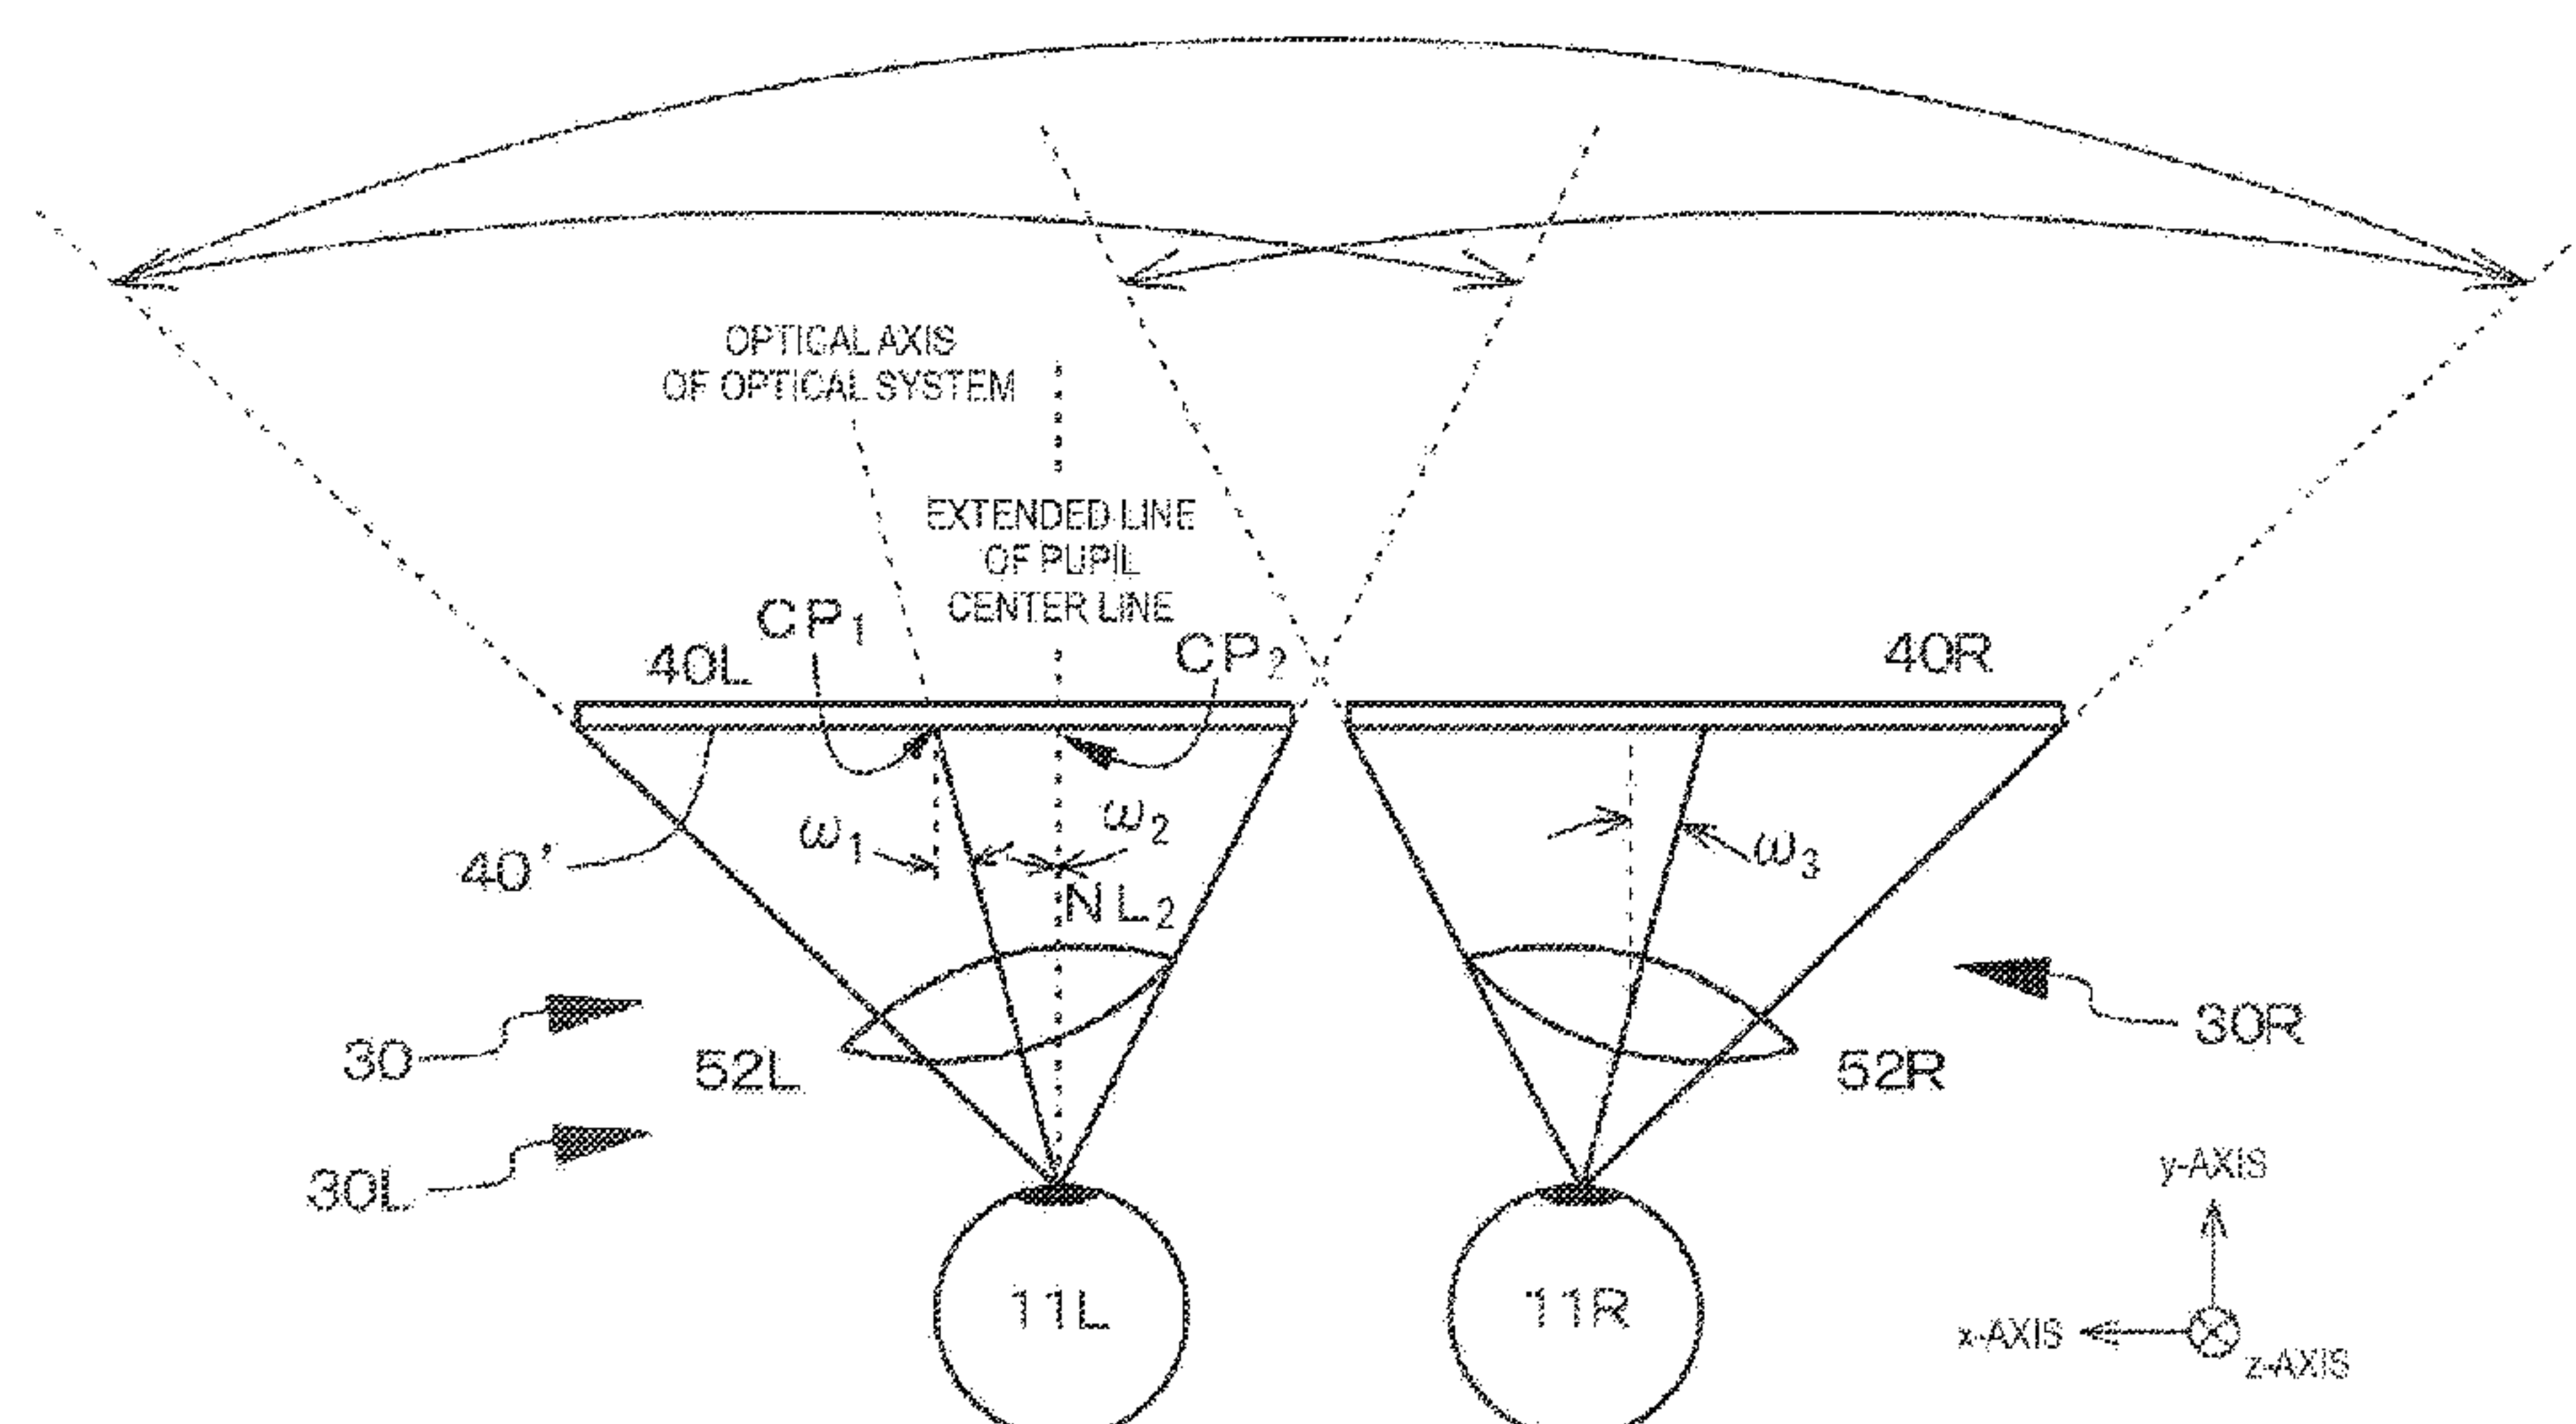 OPTICAL AXIS
OF OPTICAL SYSTEM
EXTENDED LINE
OF PUPIL
CENTER LINE
CP1
CP2
40L
40R
ω1
ω2
ω3
40'
NL2
30
52L
52R
30R
30L
11L
11R
y-AXIS
x-AXIS
z-AXIS